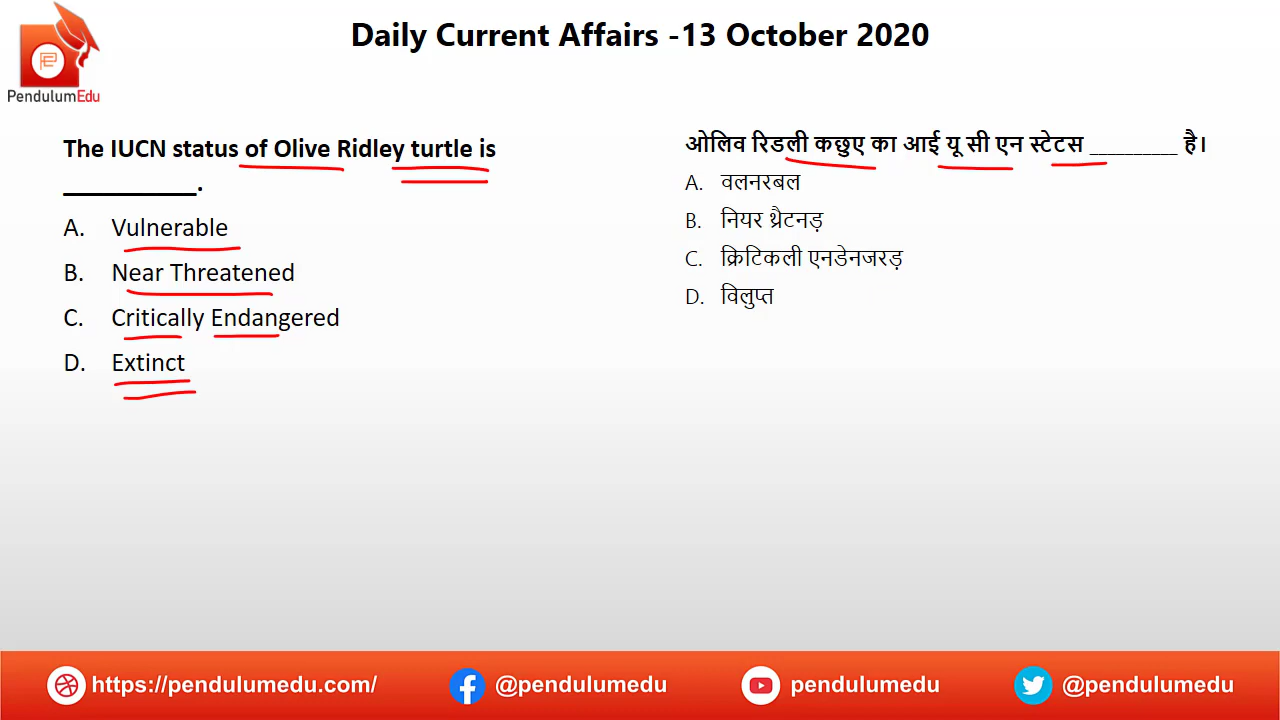 Daily Current Affairs -13 October 2020
PendulumEdu
The IUCN status of Olive Ridley turtle is
___________.
A. Vulnerable
B. Near Threatened
C. Critically Endangered
D. Extinct
ओलिव रिडली कछुए का आई यू सी एन स्टेटस __________ है।
A. वलनरबल
B. नियर थ्रैटनड़
C. क्रिटिकली एनडेनजरड़
D. विलुप्त
https://pendulumedu.com/ @pendulumedu pendulumedu @pendulumedu